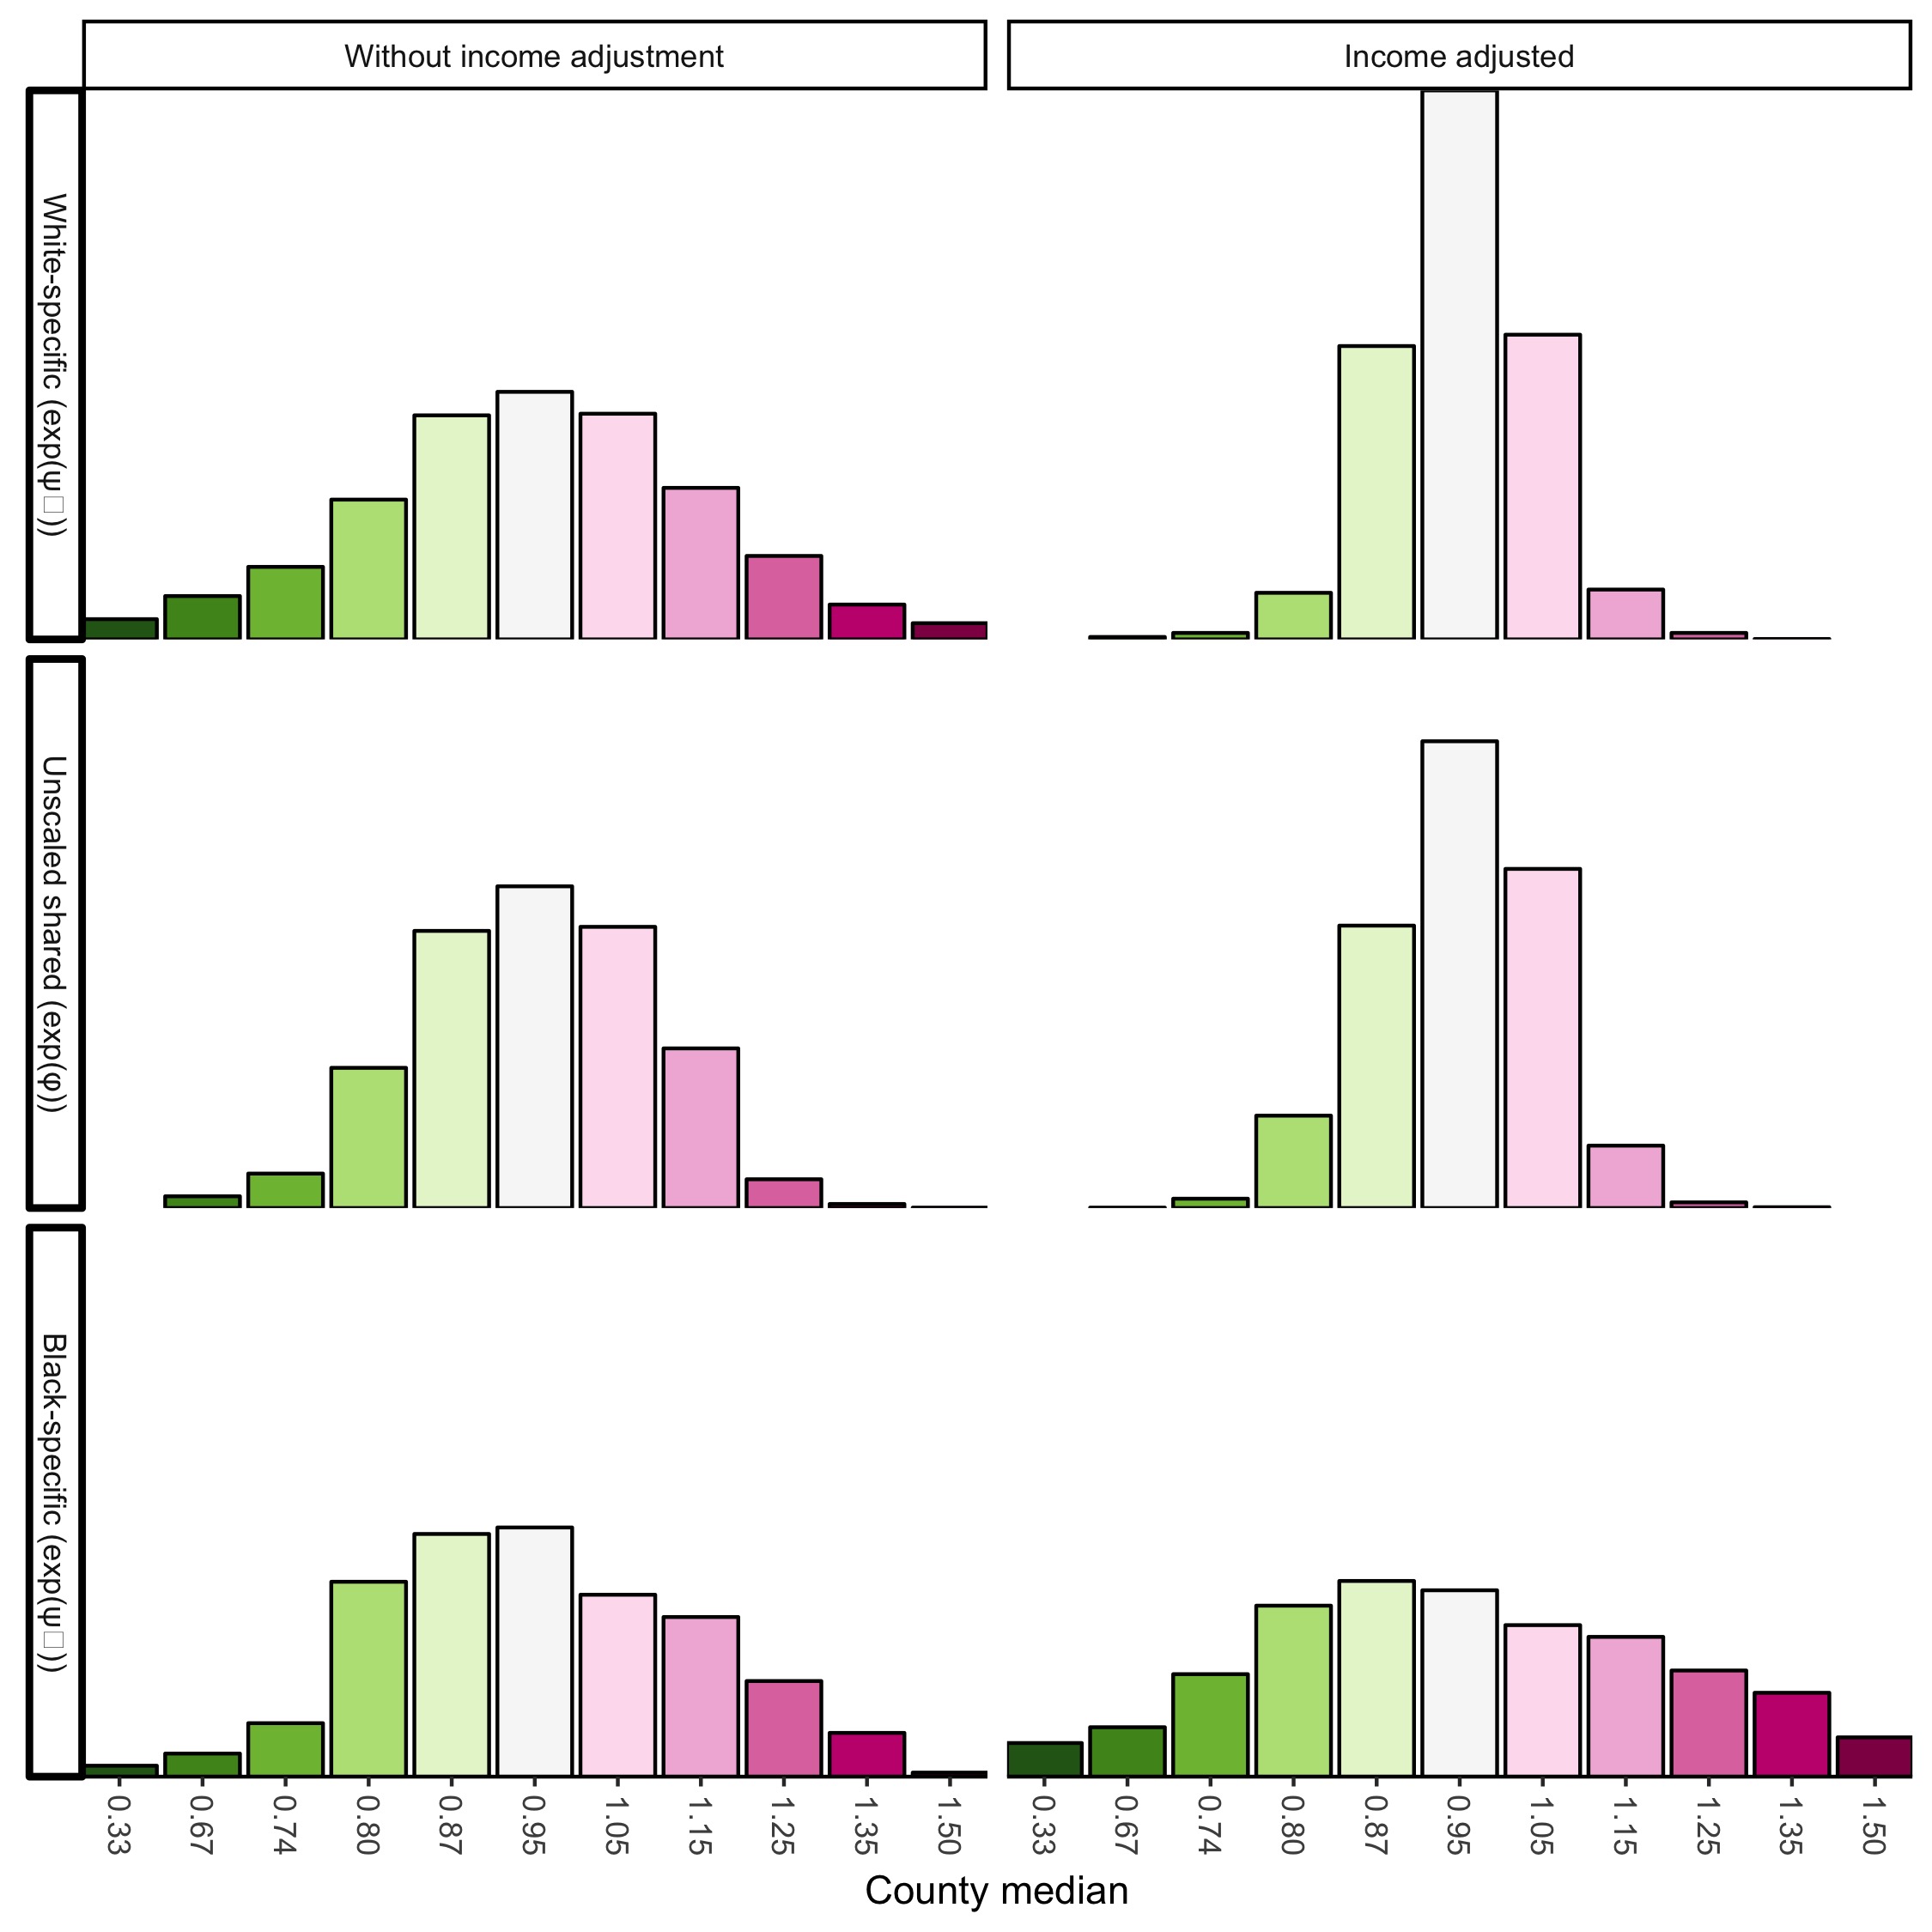 Without income adjustment
Income adjusted
White-specific (exp(ψ□))
Unscaled shared (exp(φ))
Black-specific (exp(ψ□))
0.33 0.67 0.74 0.80 0.87 0.95 1.05 1.15 1.25 1.35 1.50
0.33 0.67 0.74 0.80 0.87 0.95 1.05 1.15 1.25 1.35 1.50
County median